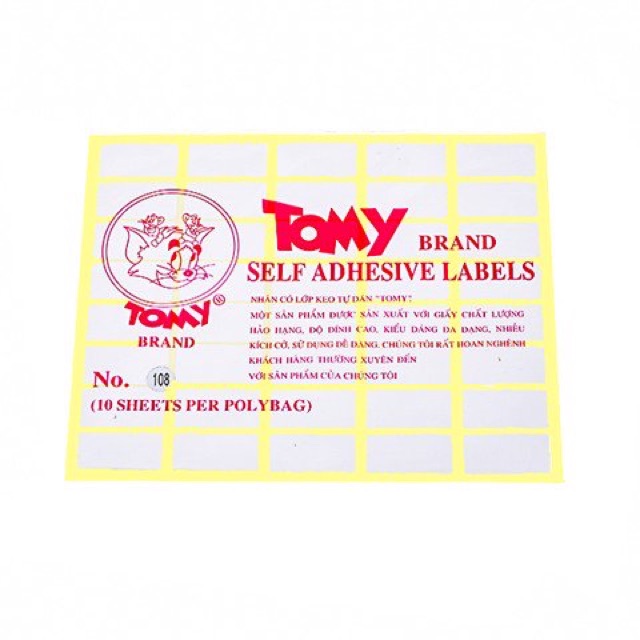 TOMY BRAND
SELF ADHESIVE LABELS
NHÃN CÓ LỚP KEO TỰ DÁN "TOMY":
MỘT SẢN PHẨM ĐƯỢC SẢN XUẤT VỚI GIẤY CHẤT LƯỢNG
HẢO HẠNG, ĐỘ DÍNH CAO, KIỂU DÁNG ĐA DẠNG, NHIỀU
KÍCH CỠ, SỬ DỤNG DỄ DÀNG. CHÚNG TÔI RẤT HOAN NGHÊNH
KHÁCH HÀNG THƯỜNG XUYÊN ĐẾN
VỚI SẢN PHẨM CỦA CHÚNG TÔI
TOMY®
BRAND
No. 108
(10 SHEETS PER POLYBAG)